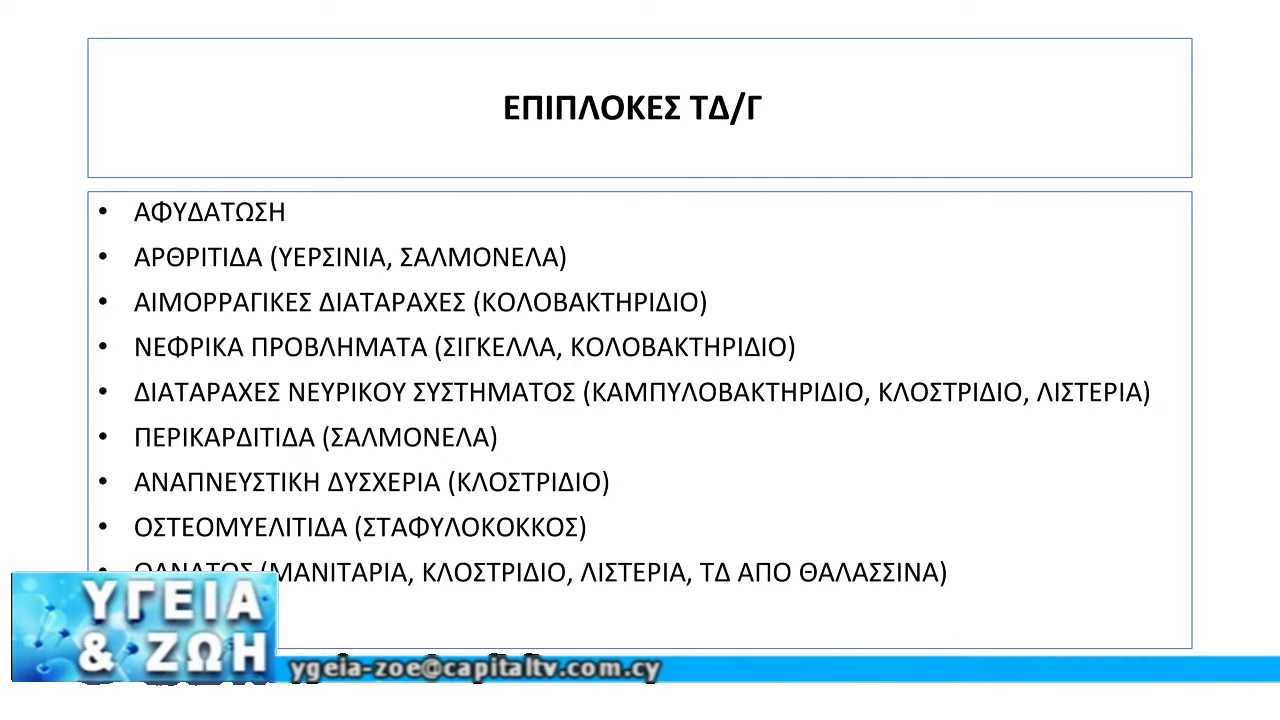 ΕΠΙΠΛΟΚΕΣ ΤΔ/Γ
• ΑΦΥΔΑΤΩΣΗ
• ΑΡΘΡΙΤΙΔΑ (ΥΕΡΣΙΝΙΑ, ΣΑΛΜΟΝΕΛΑ)
• ΑΙΜΟΡΡΑΓΙΚΕΣ ΔΙΑΤΑΡΑΧΕΣ (ΚΟΛΟΒΑΚΤΗΡΙΔΙΟ)
• ΝΕΦΡΙΚΑ ΠΡΟΒΛΗΜΑΤΑ (ΣΙΓΚΕΛΛΑ, ΚΟΛΟΒΑΚΤΗΡΙΔΙΟ)
• ΔΙΑΤΑΡΑΧΕΣ ΝΕΥΡΙΚΟΥ ΣΥΣΤΗΜΑΤΟΣ (ΚΑΜΠΥΛΟΒΑΚΤΗΡΙΔΙΟ, ΚΛΟΣΤΡΙΔΙΟ, ΛΙΣΤΕΡΙΑ)
• ΠΕΡΙΚΑΡΔΙΤΙΔΑ (ΣΑΛΜΟΝΕΛΑ)
• ΑΝΑΠΝΕΥΣΤΙΚΗ ΔΥΣΧΕΡΙΑ (ΚΛΟΣΤΡΙΔΙΟ)
• ΟΣΤΕΟΜΥΕΛΙΤΙΔΑ (ΣΤΑΦΥΛΟΚΟΚΚΟΣ)
• ΘΑΝΑΤΟΣ (ΜΑΝΙΤΑΡΙΑ, ΚΛΟΣΤΡΙΔΙΟ, ΛΙΣΤΕΡΙΑ, ΤΔ ΑΠΟ ΘΑΛΑΣΣΙΝΑ)
ΥΓΕΙΑ
& ΖΩΗ
ygeia-zoe@capitaltv.com.cy